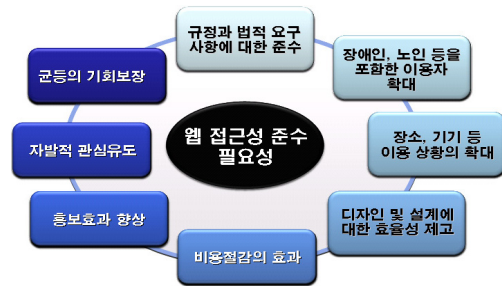 규정과 법적 요구
사항에 대한 준수
장애인, 노인 등을
포함한 이용자
확대
장소, 기기 등
이용 상황의 확대
디자인 및 설계에
대한 효율성 제고
비용절감의 효과
홍보효과 향상
자발적 관심유도
균등의 기회보장
웹 접근성 준수
필요성